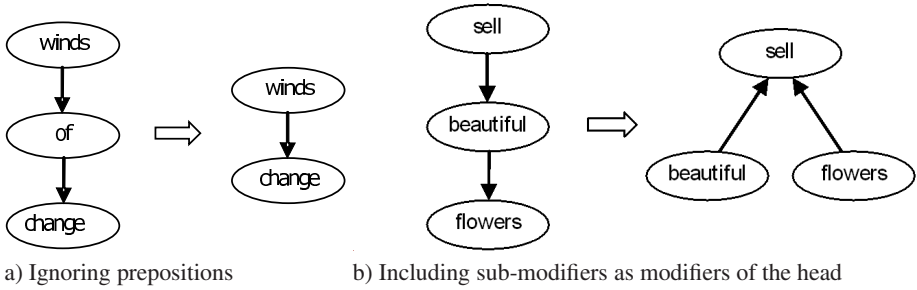 winds
of
change
winds
change
sell
beautiful
flowers
sell
beautiful
flowers
a) Ignoring prepositions
b) Including sub-modifiers as modifiers of the head